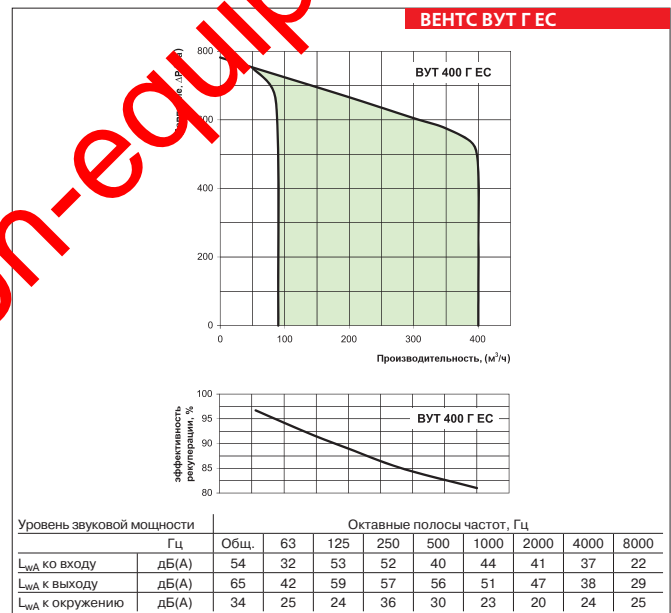 ВЕНТС ВУТ Г ЕС
800
600
400
200
0
ВУТ 400 Г ЕС
0 100 200 300 400
Производительность, (м³/ч)
эффективность
рекуперации, %
100
95
90
85
80
ВУТ 400 Г ЕС
Уровень звуковой мощности Октавные полосы частот, Гц
Гц Общ. 63 125 250 500 1000 2000 4000 8000
LwA ко входу дБ(А) 54 32 53 52 40 44 41 37 22
LwA к выходу дБ(А) 65 42 59 57 56 51 47 38 29
LwA к окружению дБ(А) 34 25 24 36 30 23 20 24 25